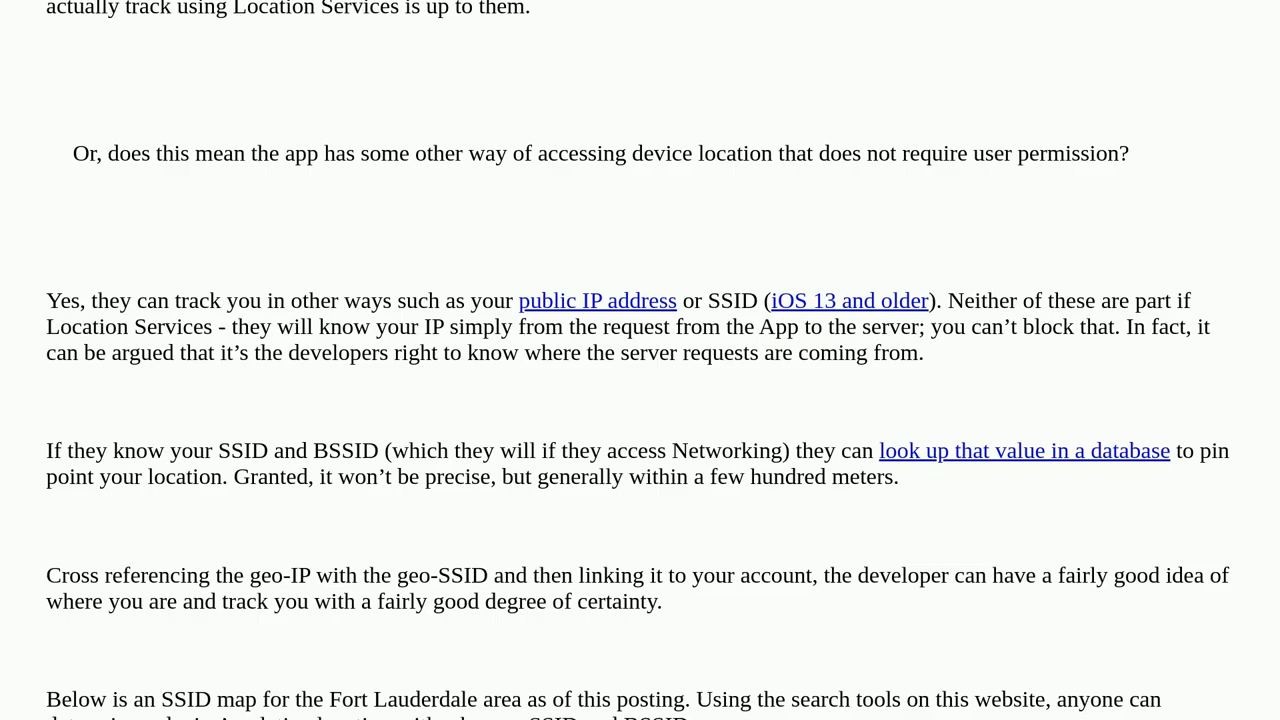 actually track using Location Services is up to them.
Or, does this mean the app has some other way of accessing device location that does not require user permission?
Yes, they can track you in other ways such as your public IP address or SSID (iOS 13 and older). Neither of these are part if
Location Services - they will know your IP simply from the request from the App to the server; you can’t block that. In fact, it
can be argued that it’s the developers right to know where the server requests are coming from.
If they know your SSID and BSSID (which they will if they access Networking) they can look up that value in a database to pin
point your location. Granted, it won’t be precise, but generally within a few hundred meters.
Cross referencing the geo-IP with the geo-SSID and then linking it to your account, the developer can have a fairly good idea of
where you are and track you with a fairly good degree of certainty.
Below is an SSID map for the Fort Lauderdale area as of this posting. Using the search tools on this website, anyone can